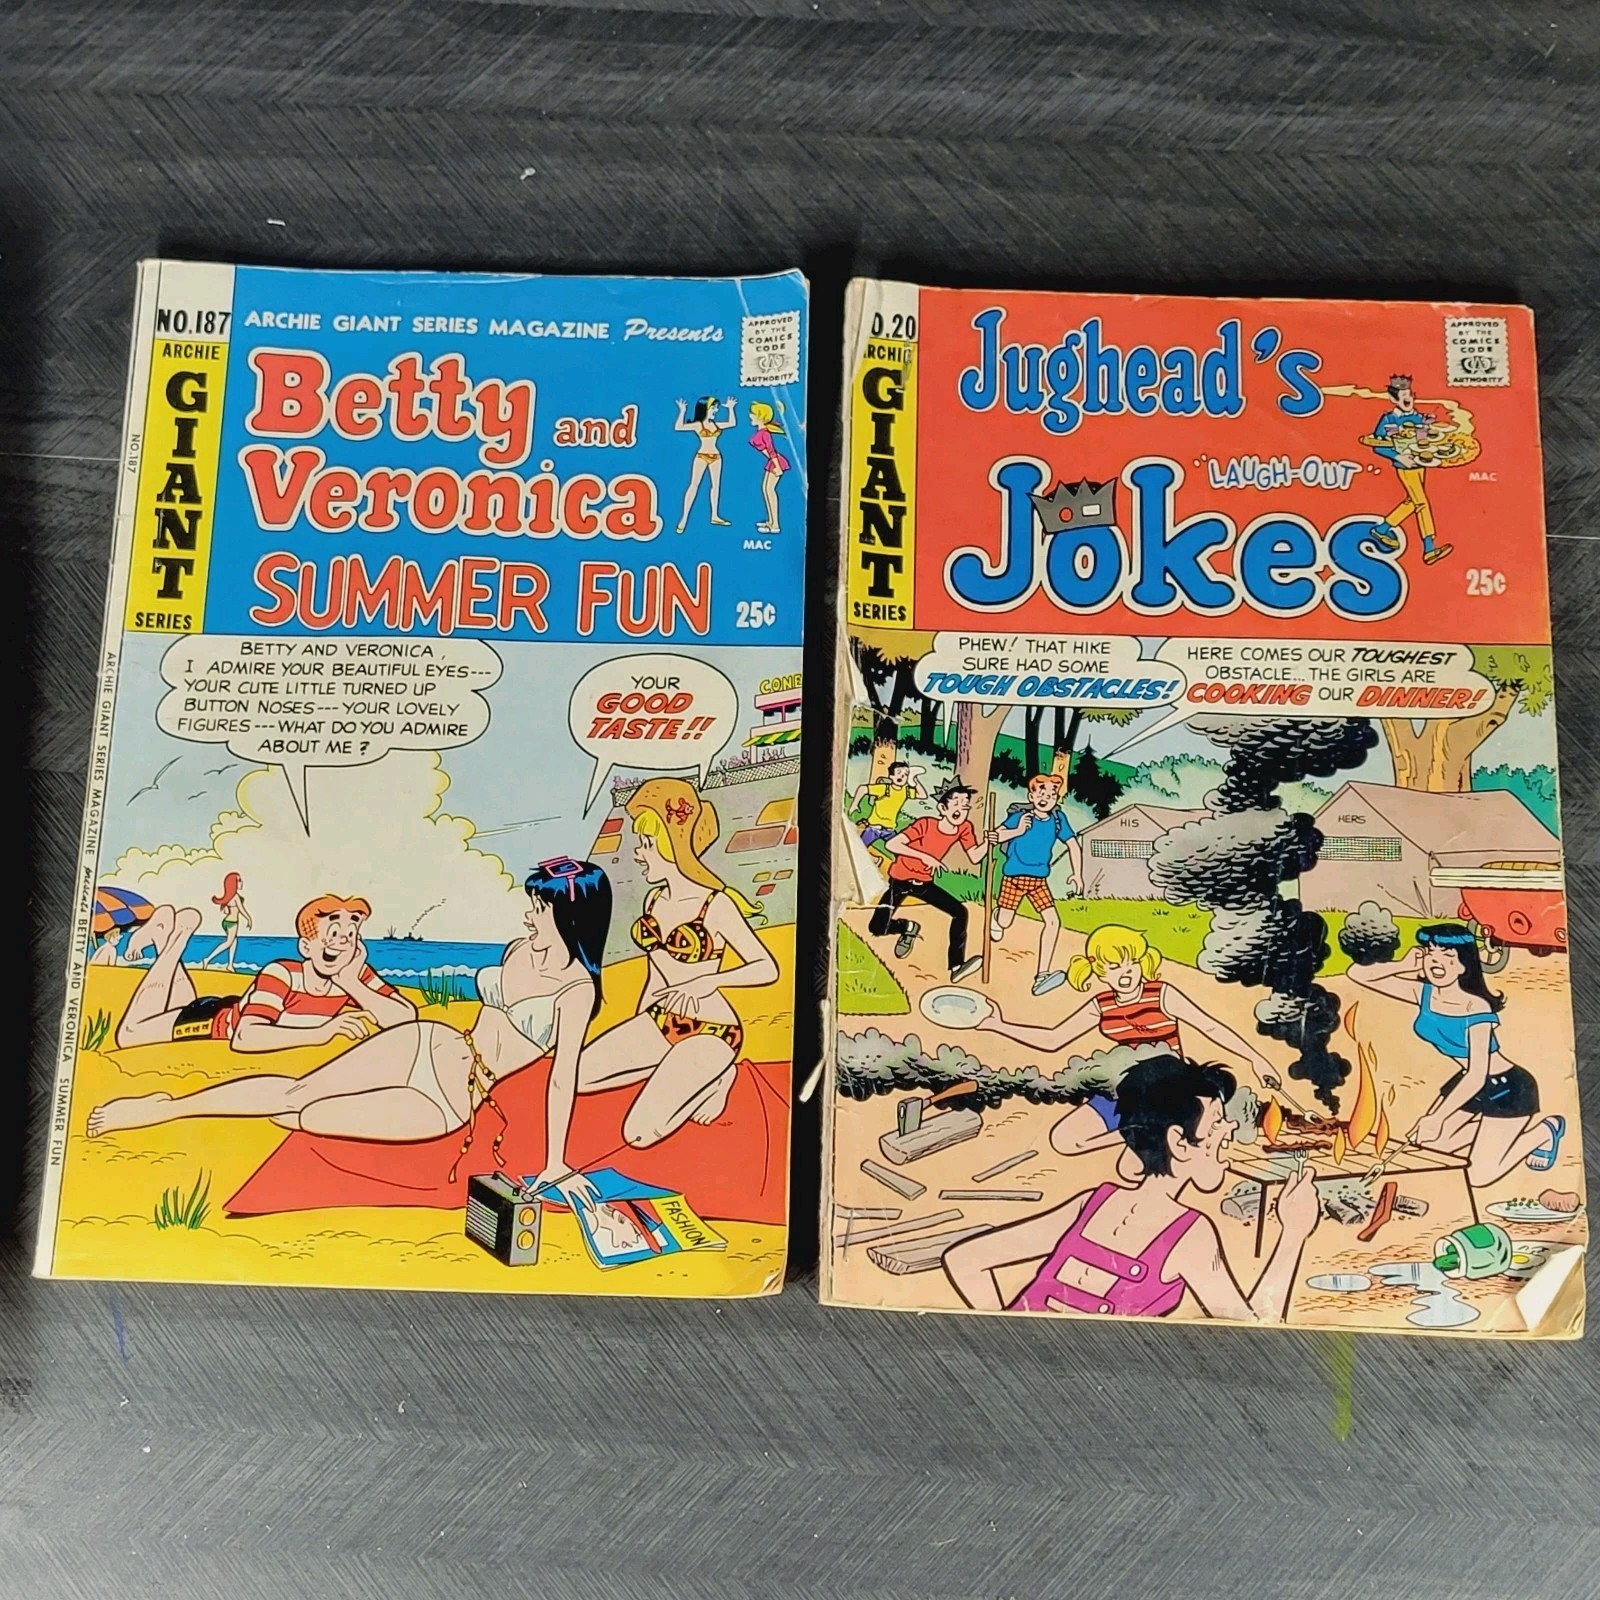 NO.187
ARCHIE
GIANT
SERIES
ARCHIE GIANT SERIES MAGAZINE Presents
APPROVED
BY THE
COMICS
CODE
AUTHORITY
Betty and
Veronica
SUMMER FUN
MAC
25¢
BETTY AND VERONICA,
I ADMIRE YOUR BEAUTIFUL EYES---
YOUR CUTE LITTLE TURNED UP
BUTTON NOSES---YOUR LOVELY
FIGURES---WHAT DO YOU ADMIRE
ABOUT ME?
YOUR
GOOD
TASTE!!
CONE
FASHION
NO.187
ARCHIE GIANT SERIES MAGAZINE presents BETTY AND VERONICA SUMMER FUN
O.20
ARCHIE
GIANT
SERIES
Jughead's
"LAUGH-OUT"
Jokes
APPROVED
BY THE
COMICS
CODE
AUTHORITY
MAC
25¢
PHEW! THAT HIKE
SURE HAD SOME
TOUGH OBSTACLES!
HERE COMES OUR TOUGHEST
OBSTACLE... THE GIRLS ARE
COOKING OUR DINNER!
HIS
HERS